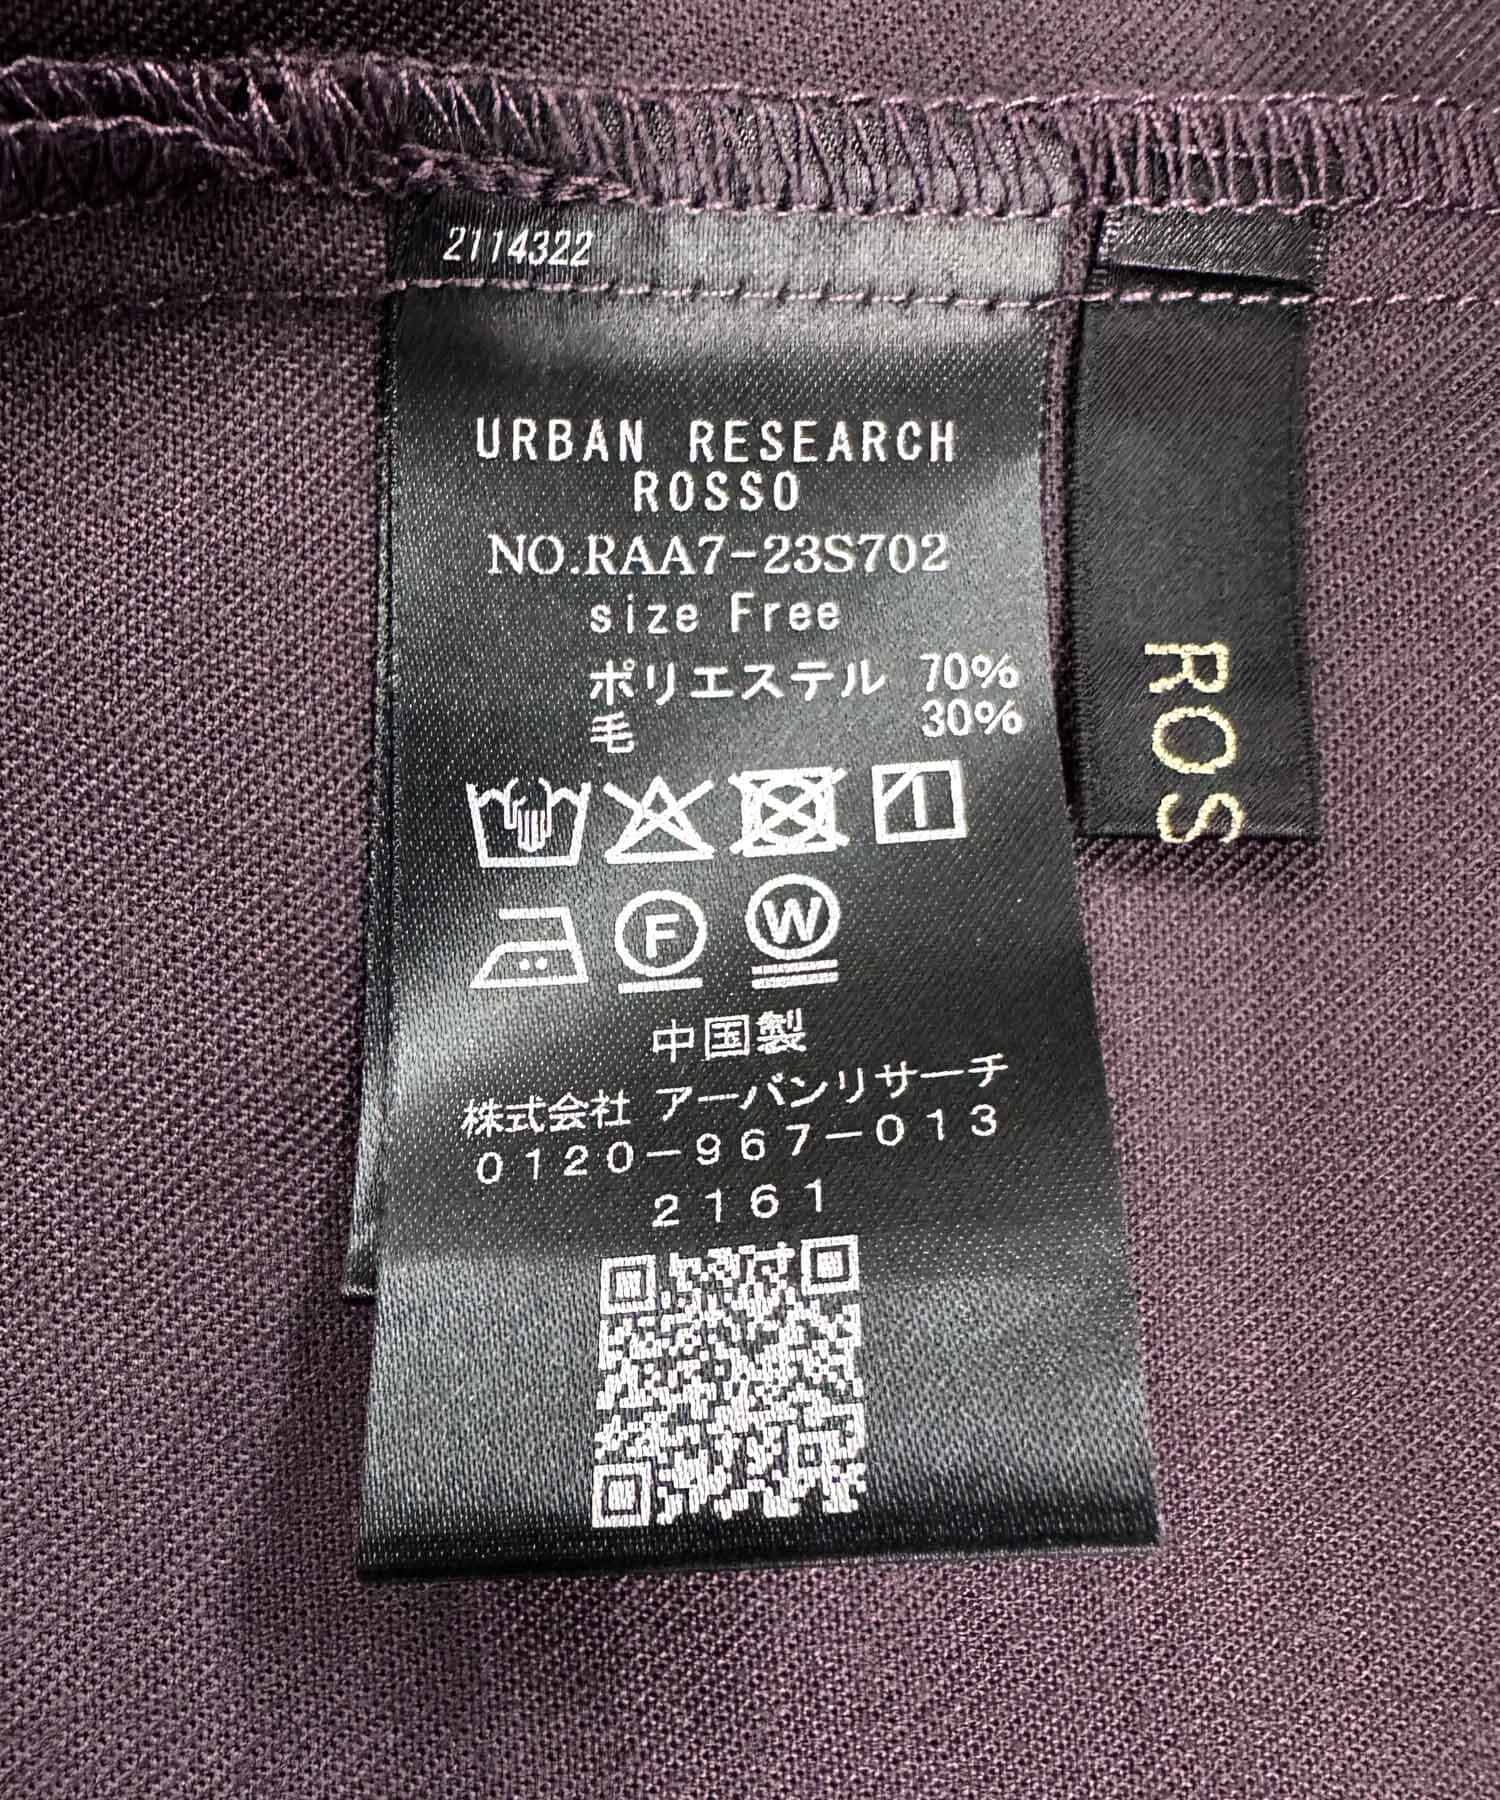 2114322
URBAN RESEARCH
ROSSO
NO.RAA7-23S702
size Free
ポリエステル 70%
毛 30%
F
W
中国製
株式会社 アーバンリサーチ
0120-967-013
2161
ROS